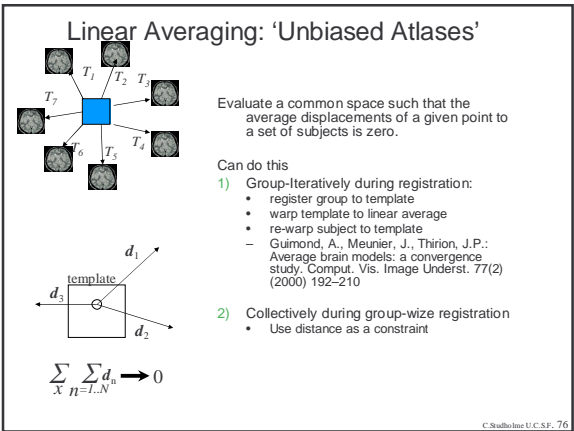 Linear Averaging: ‘Unbiased Atlases’
T1
T2
T3
T7
T4
T6
T5
Evaluate a common space such that the
average displacements of a given point to
a set of subjects is zero.
Can do this
1) Group-Iteratively during registration:
• register group to template
• warp template to linear average
• re-warp subject to template
– Guimond, A., Meunier, J., Thirion, J.P.:
Average brain models: a convergence
study. Comput. Vis. Image Underst. 77(2)
(2000) 192–210
2) Collectively during group-wize registration
• Use distance as a constraint
d1
template
d3
d2
∑x ∑n=1..N dn → 0
C.Studholme U.C.S.F. 76